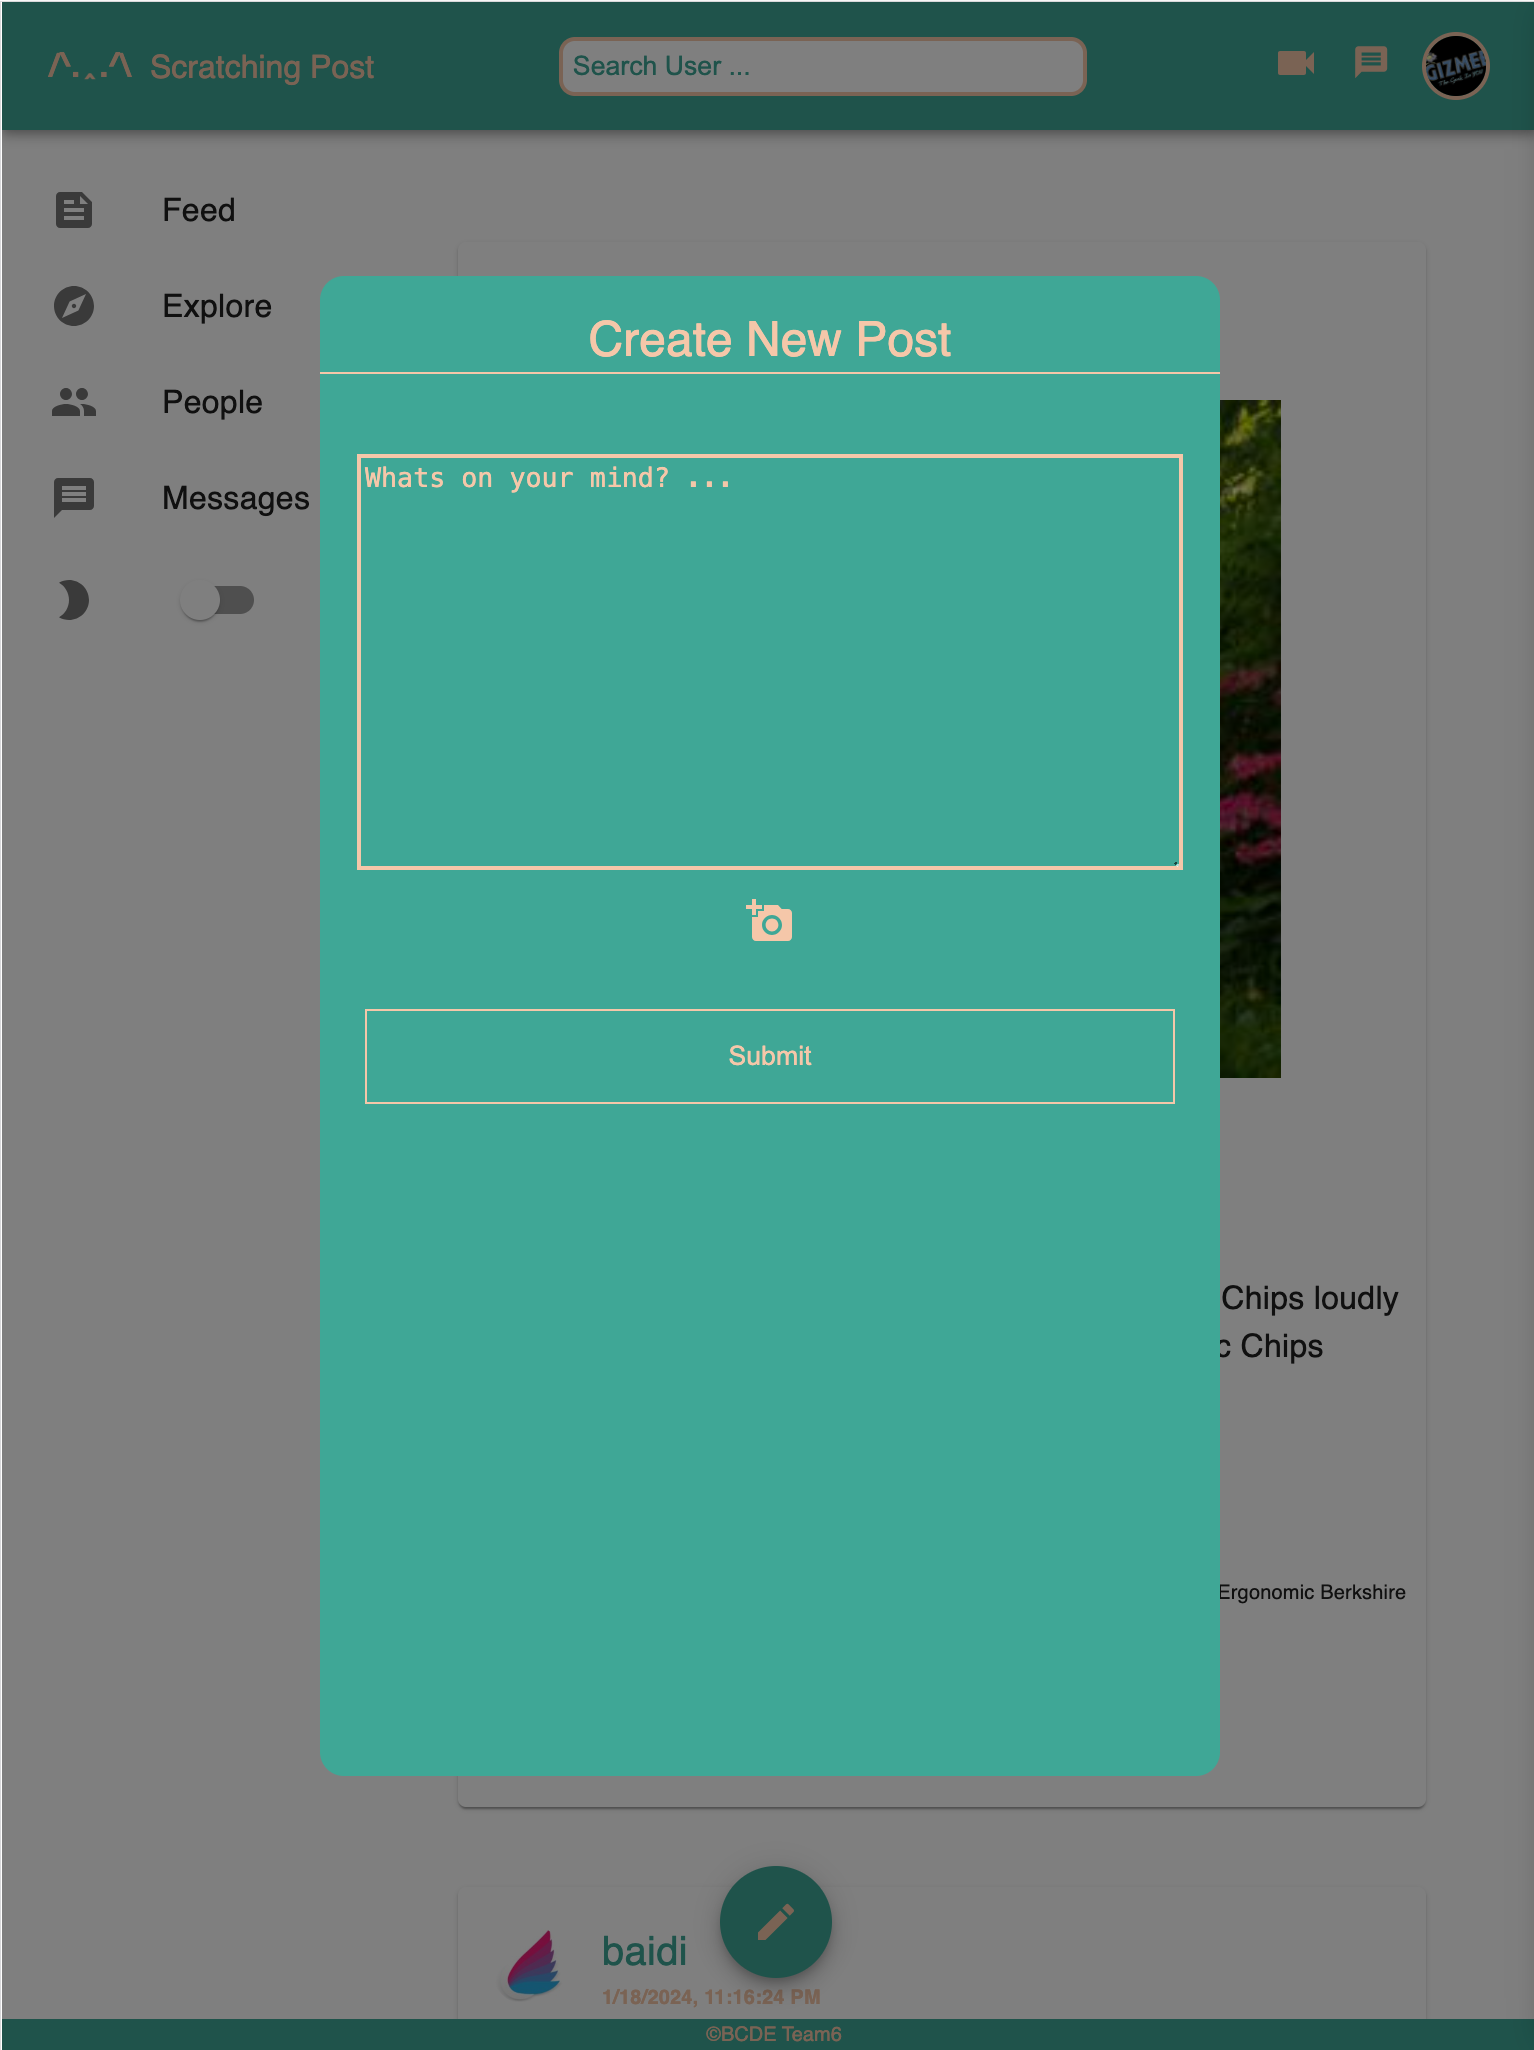 /^.‸.^\ Scratching Post
Search User ...
GIZMEE
Feed
Explore
People
Messages
Create New Post
Whats on your mind? ...
Submit
Chips loudly
c Chips
Ergonomic Berkshire
baidi
1/18/2024, 11:16:24 PM
©BCDE Team6